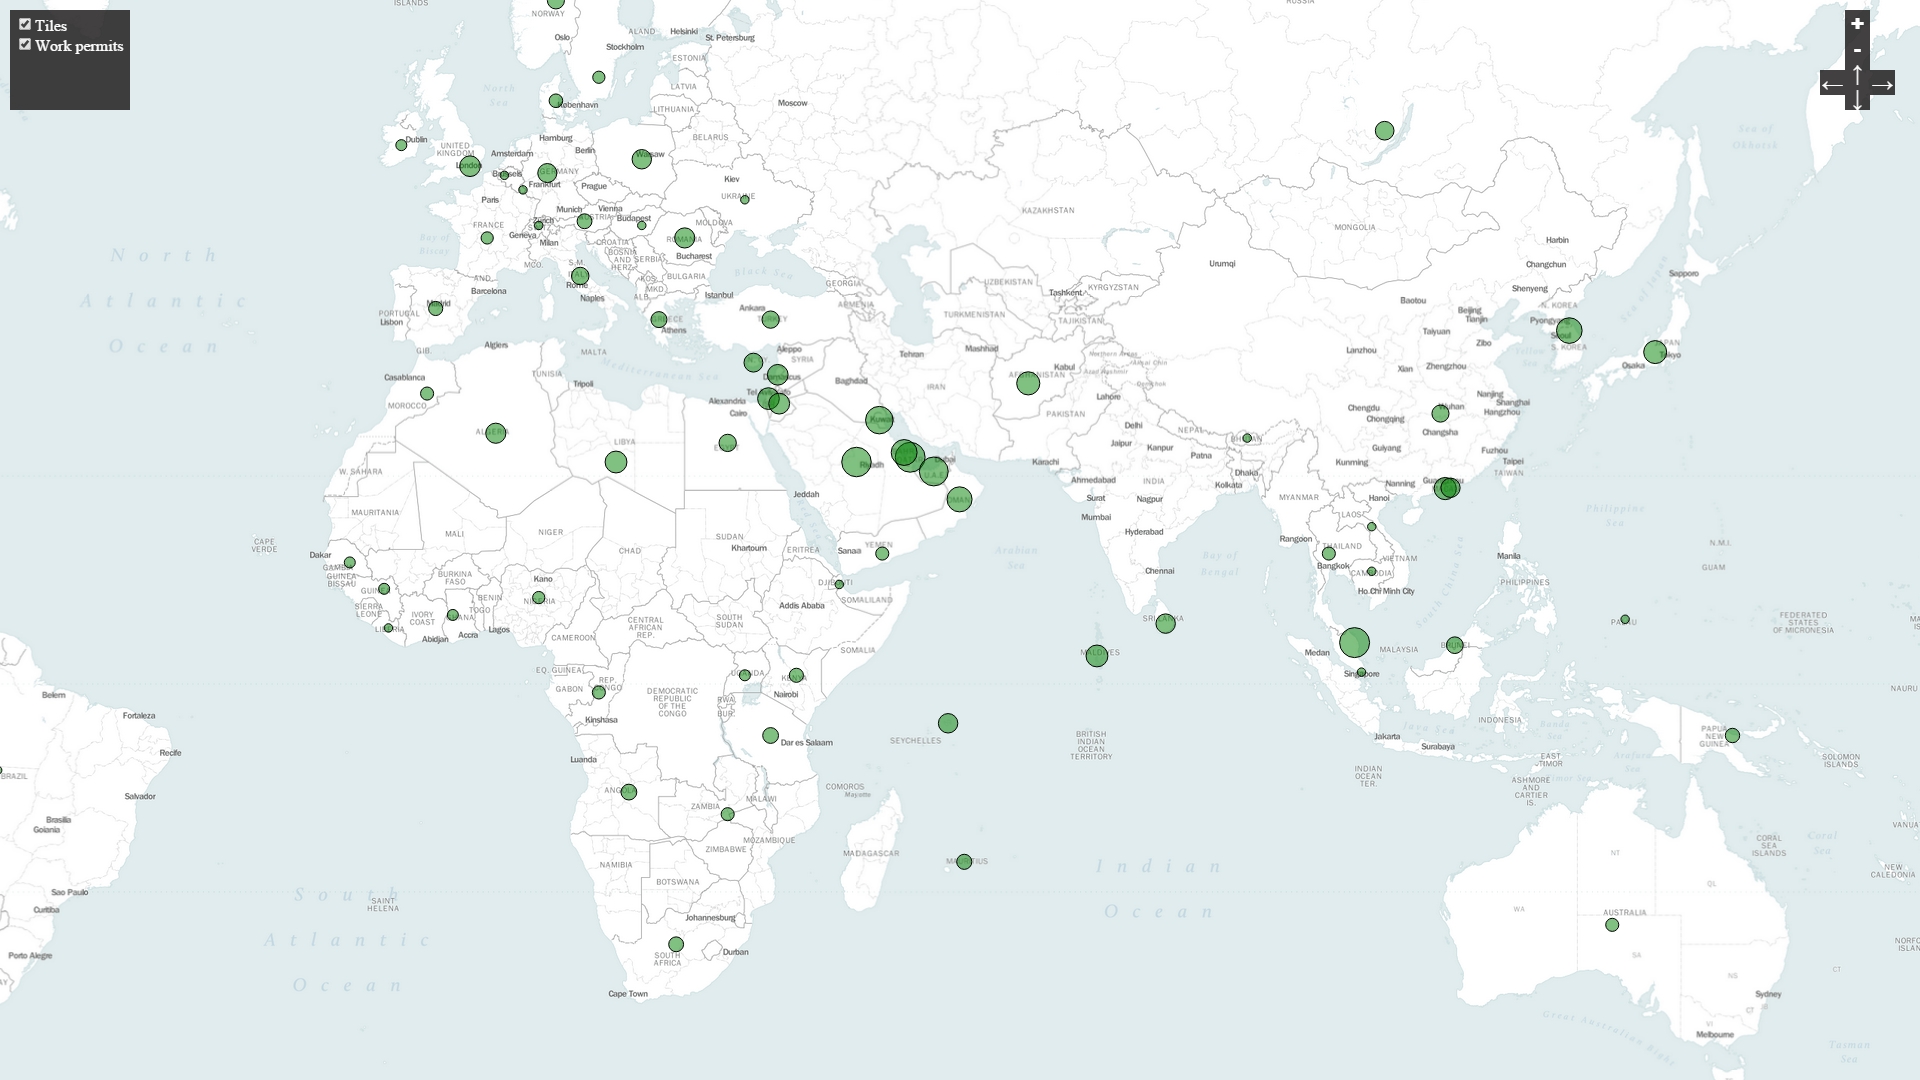 Tiles
Work permits
+
-
ISLANDS
NORWAY
Oslo
ALAND
Helsinki
St. Petersburg
Stockholm
RUSSIA
ESTONIA
North
Sea
LATVIA
København
LITHUANIA
Moscow
Dublin
UNITED
KINGDOM
Hamburg
BELARUS
London
Amsterdam
Berlin
Warsaw
Brussels
GERMANY
Frankfurt
Prague
Kiev
Paris
UKRAINE
Munich
Vienna
Zurich
AUSTRIA
Budapest
MOLDOVA
FRANCE
Geneva
Milan
CROATIA
ROMANIA
Bay of
Biscay
BOSNIA
AND
HERZ.
SERBIA
Bucharest
MCO.
S.M.
AND.
KOS.
BULGARIA
Black Sea
Barcelona
Rome
MKD.
ALB.
Istanbul
GEORGIA
Madrid
Naples
PORTUGAL
Lisbon
Ankara
TURKEY
ARMENIA
GREECE
Athens
GIB.
Algiers
MALTA
Mediterranean Sea
Aleppo
SYRIA
Tehran
Mashhad
Casablanca
TUNISIA
Tripoli
Damascus
Baghdad
IRAN
MOROCCO
Alexandria
Cairo
Kuwait
ALGERIA
LIBYA
EGYPT
W. SAHARA
Riyadh
Dubai
U.A.E.
Jeddah
OMAN
MAURITANIA
MALI
NIGER
CHAD
SUDAN
Khartoum
ERITREA
Sanaa
YEMEN
CAPE
VERDE
Dakar
GAMBIA
GUINEA
BISSAU
GUINEA
BURKINA
FASO
Kano
BENIN
NIGERIA
DJIBOUTI
SOMALILAND
SIERRA
LEONE
IVORY
COAST
GHANA
TOGO
Addis Ababa
LIBERIA
Abidjan
Accra
Lagos
CAMEROON
CENTRAL
AFRICAN
REP.
SOUTH
SUDAN
SOMALIA
EQ. GUINEA
GABON
REP.
CONGO
UGANDA
KENYA
DEMOCRATIC
REPUBLIC
OF THE
CONGO
RWA.
BUR.
Nairobi
Kinshasa
Dar es Salaam
SEYCHELLES
Luanda
ANGOLA
ZAMBIA
MALAWI
COMOROS
Mayotte
MOZAMBIQUE
ZIMBABWE
MADAGASCAR
MAURITIUS
NAMIBIA
BOTSWANA
Johannesburg
SOUTH
AFRICA
Durban
Cape Town
North
Atlantic
Ocean
South
Atlantic
Ocean
SAINT
HELENA
Belem
Fortaleza
Recife
BRAZIL
Salvador
Brasilia
Goiania
Sao Paulo
Curitiba
Porto Alegre
KAZAKHSTAN
MONGOLIA
UZBEKISTAN
Tashkent
KYRGYZSTAN
TURKMENISTAN
TAJIKISTAN
Urumqi
Northern Areas
Aksai Chin
Azad Kashmir
Demchok
Kabul
AFGHANISTAN
Lahore
PAKISTAN
Delhi
NEPAL
BHUTAN
Jaipur
Kanpur
Patna
Karachi
Ahmedabad
INDIA
Dhaka
Kolkata
Surat
Nagpur
Mumbai
Hyderabad
Arabian
Sea
Bay of
Bengal
Chennai
SRI LANKA
MALDIVES
BRITISH
INDIAN
OCEAN
TERRITORY
Indian
Ocean
Harbin
Changchun
Shenyang
Sapporo
Sea of
Okhotsk
Sea of Japan
Baotou
Beijing
Tianjin
N. KOREA
Pyongyang
Seoul
S. KOREA
Taiyuan
Zibo
Yellow
Sea
JAPAN
Tokyo
Osaka
Lanzhou
Xian
Zhengzhou
Nanjing
Shanghai
Chengdu
Wuhan
Hangzhou
Chongqing
Changsha
Guiyang
Fuzhou
Kunming
Taipei
TAIWAN
Nanning
Guangzhou
MYANMAR
Hanoi
LAOS
Philippine
Sea
Rangoon
THAILAND
VIETNAM
Manila
Bangkok
CAMBODIA
South China Sea
PHILIPPINES
Ho Chi Minh City
N.M.I.
GUAM
PALAU
FEDERATED
STATES
OF MICRONESIA
Medan
MALAYSIA
BRUNEI
Singapore
NAURU
INDONESIA
Java Sea
Banda
Sea
Jakarta
Surabaya
PAPUA
NEW
GUINEA
SOLOMON
ISLANDS
EAST
TIMOR
Arafura
Sea
INDIAN
OCEAN
TER.
Timor Sea
ASHMORE
AND
CARTIER
IS.
CORAL
SEA
ISLANDS
Coral
Sea
NEW
CALEDONIA
NT
QL
WA
AUSTRALIA
SA
NS
CT
Sydney
CT
VI
Melbourne
Great Australian Bight
Tasman
Sea